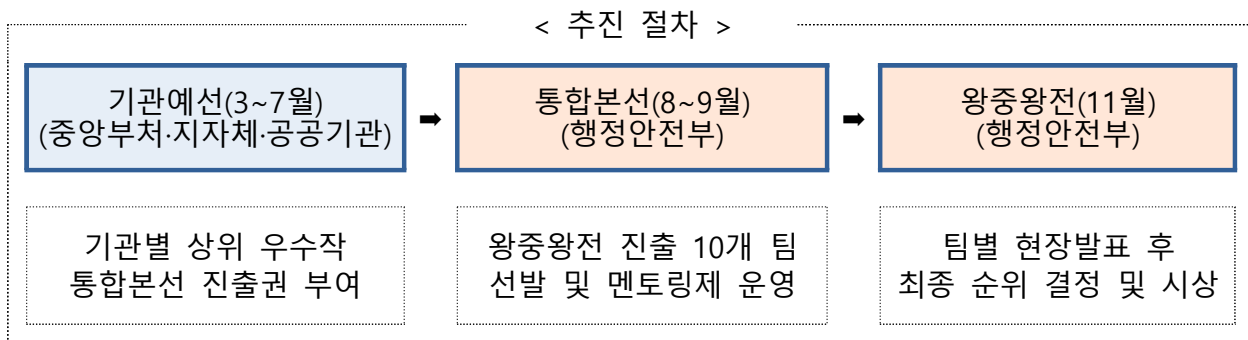 < 추진 절차 >
기관예선(3~7월)
(중앙부처·지자체·공공기관)
➡
통합본선(8~9월)
(행정안전부)
➡
왕중왕전(11월)
(행정안전부)
기관별 상위 우수작
통합본선 진출권 부여
왕중왕전 진출 10개 팀
선발 및 멘토링제 운영
팀별 현장발표 후
최종 순위 결정 및 시상